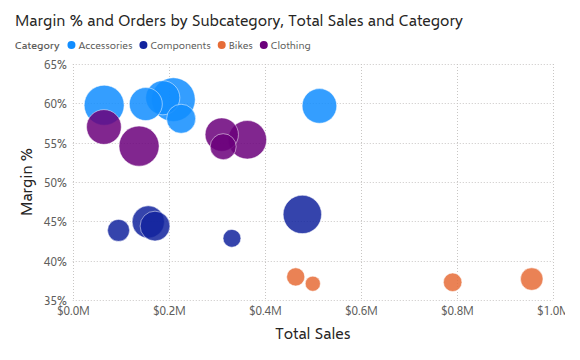 Margin % and Orders by Subcategory, Total Sales and Category
Category Accessories Components Bikes Clothing
65%
60%
55%
50%
45%
40%
35%
Margin %
$0.0M $0.2M $0.4M $0.6M $0.8M $1.0M
Total Sales